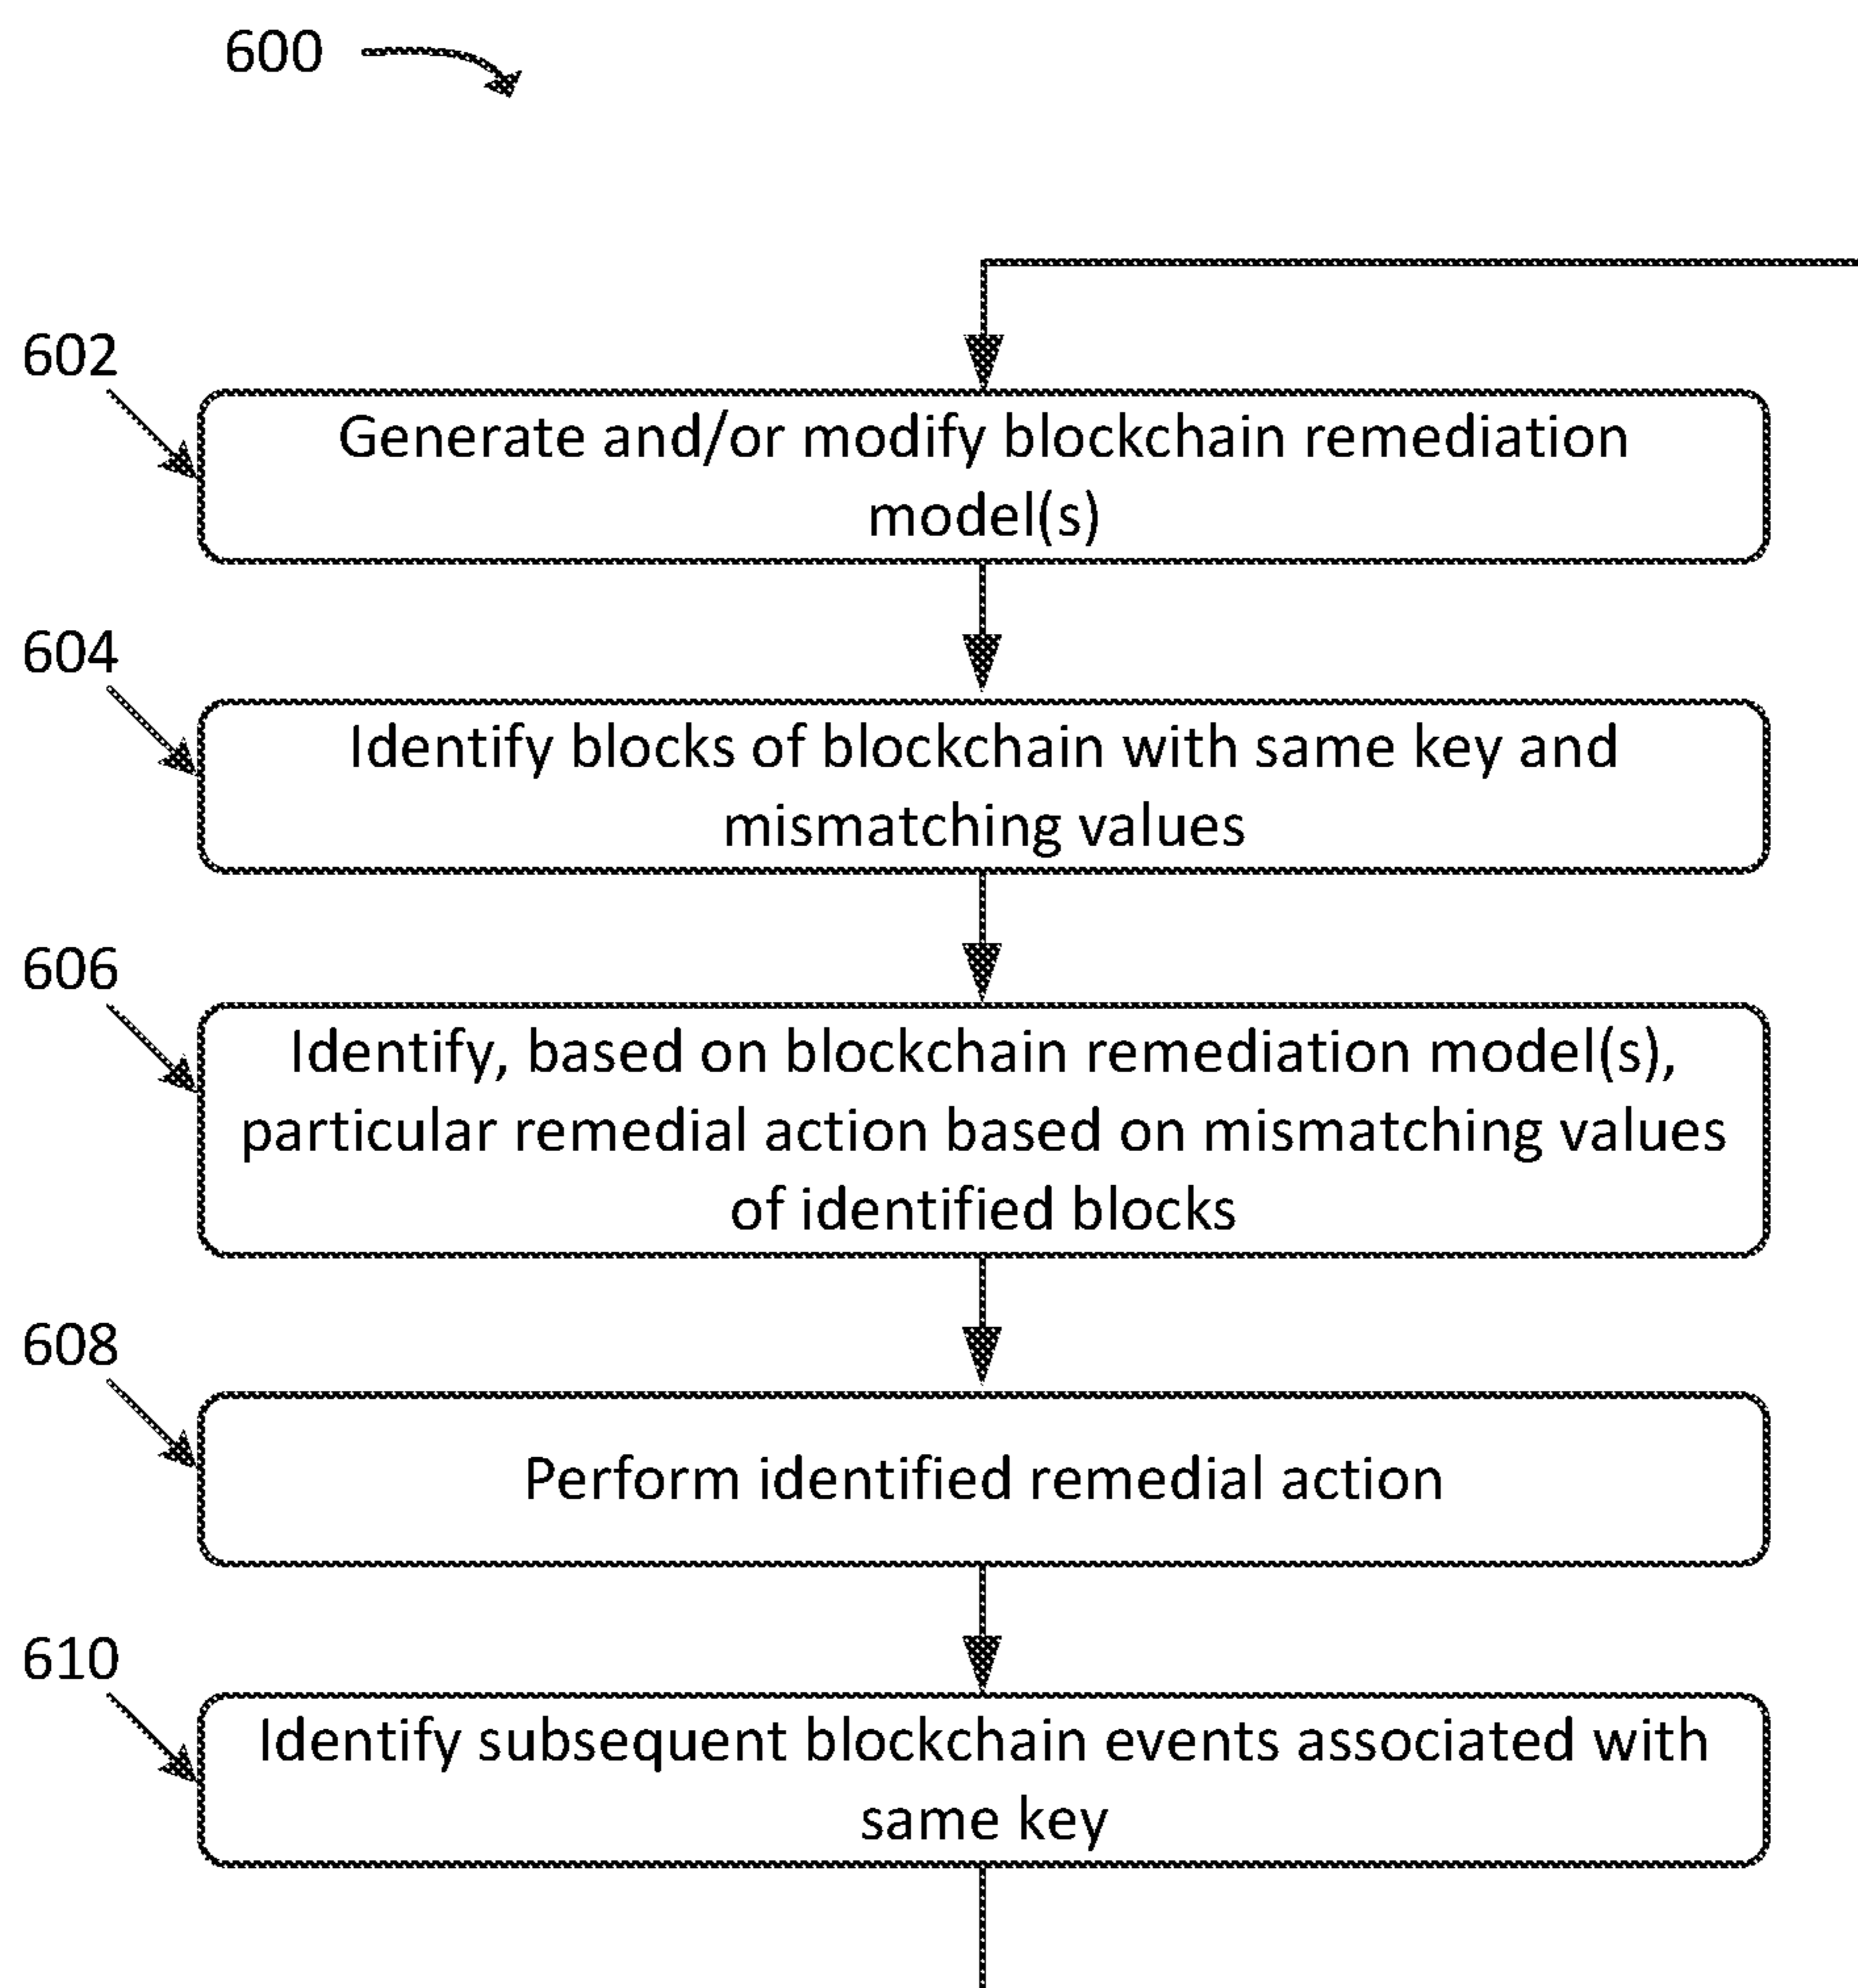 600
602
Generate and/or modify blockchain remediation
model(s)
604
Identify blocks of blockchain with same key and
mismatching values
606
Identify, based on blockchain remediation model(s),
particular remedial action based on mismatching values
of identified blocks
608
Perform identified remedial action
610
Identify subsequent blockchain events associated with
same key